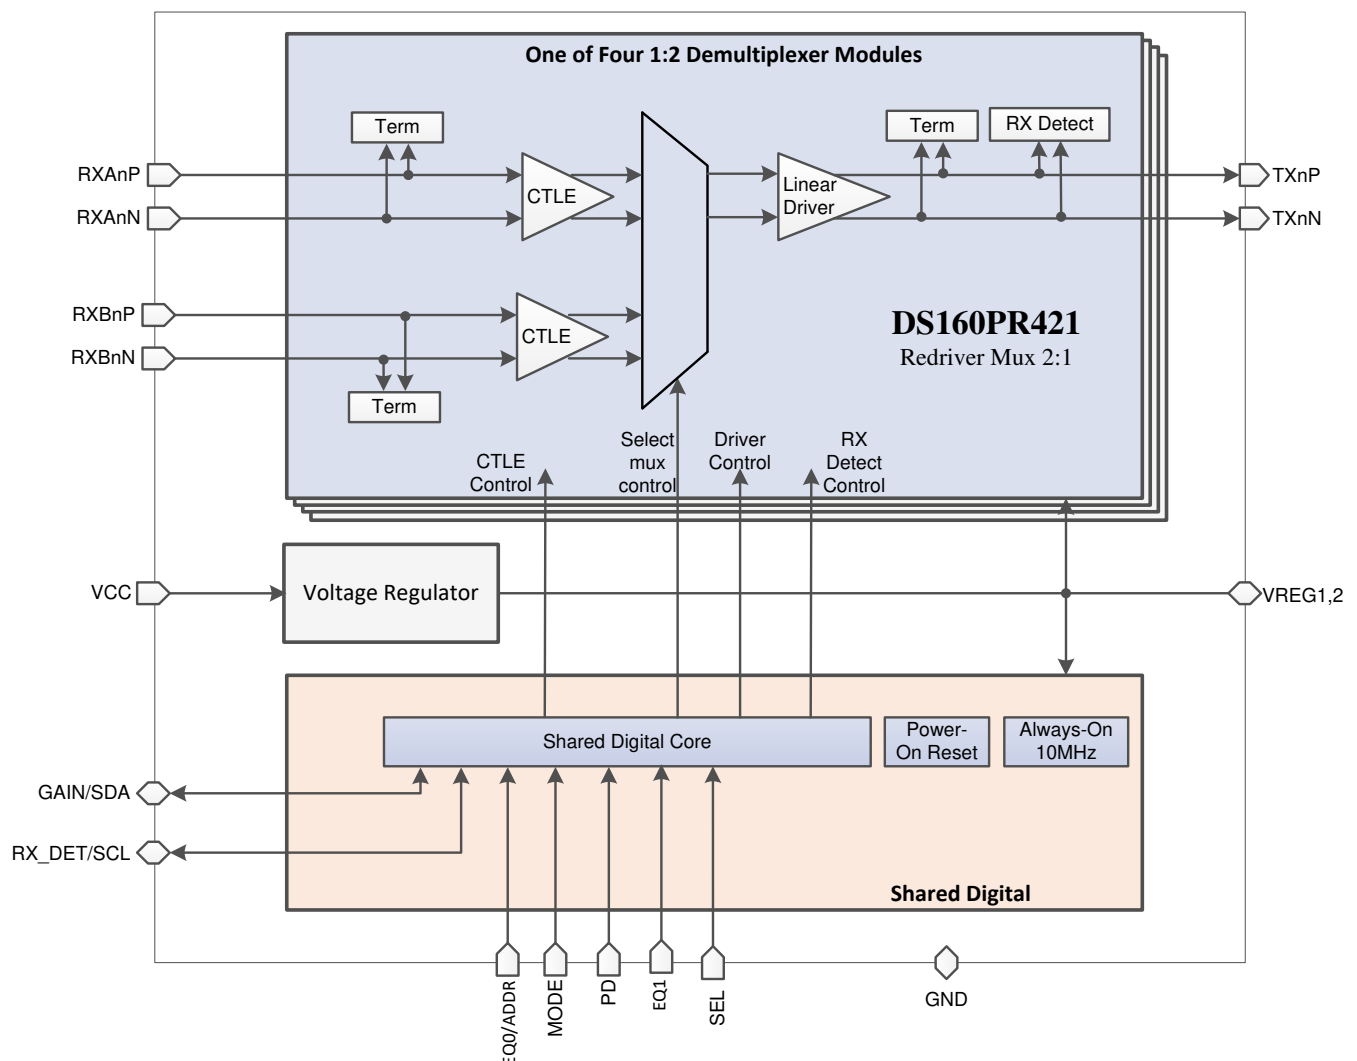 One of Four 1:2 Demultiplexer Modules
Term
Term
RX Detect
RXAnP
CTLE
Linear
Driver
TXnP
RXAnN
TXnN
RXBnP
CTLE
DS160PR421
RXBnN
Redriver Mux 2:1
Term
CTLE
Control
Select
mux
control
Driver
Control
RX
Detect
Control
VCC
Voltage Regulator
VREG1,2
Shared Digital Core
Power-
On Reset
Always-On
10MHz
GAIN/SDA
RX_DET/SCL
Shared Digital
EQ0/ADDR
MODE
PD
EQ1
SEL
GND